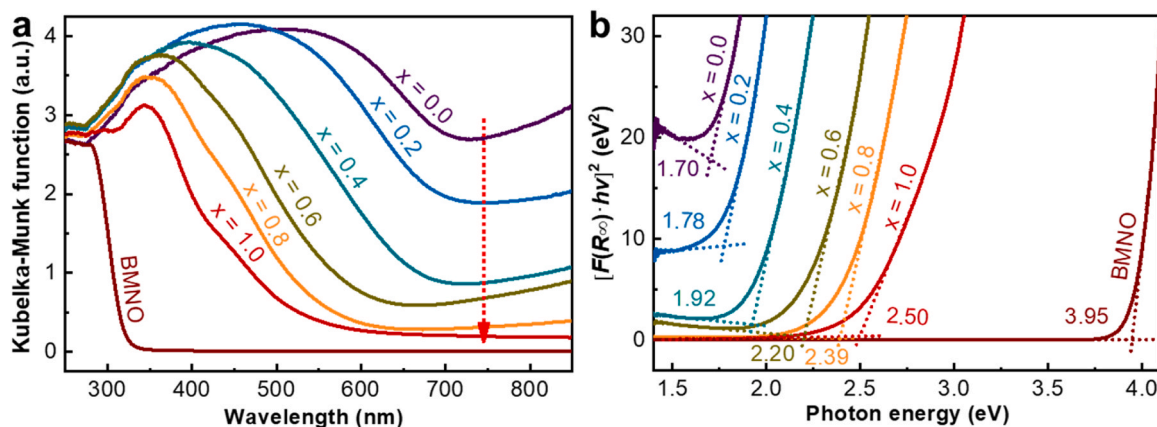 a
Kubelka-Munk function (a.u.)
4
3
2
1
0
x = 0.0
x = 0.2
x = 0.4
x = 0.6
x = 0.8
x = 1.0
BMNO
300 400 500 600 700 800
Wavelength (nm)
b
[F(R∞)·hv]² (eV²)
30
20
10
0
x = 0.0
x = 0.2
x = 0.4
x = 0.6
x = 0.8
x = 1.0
BMNO
1.70
1.78
1.92
2.20
2.39
2.50
3.95
1.5 2.0 2.5 3.0 3.5 4.0
Photon energy (eV)